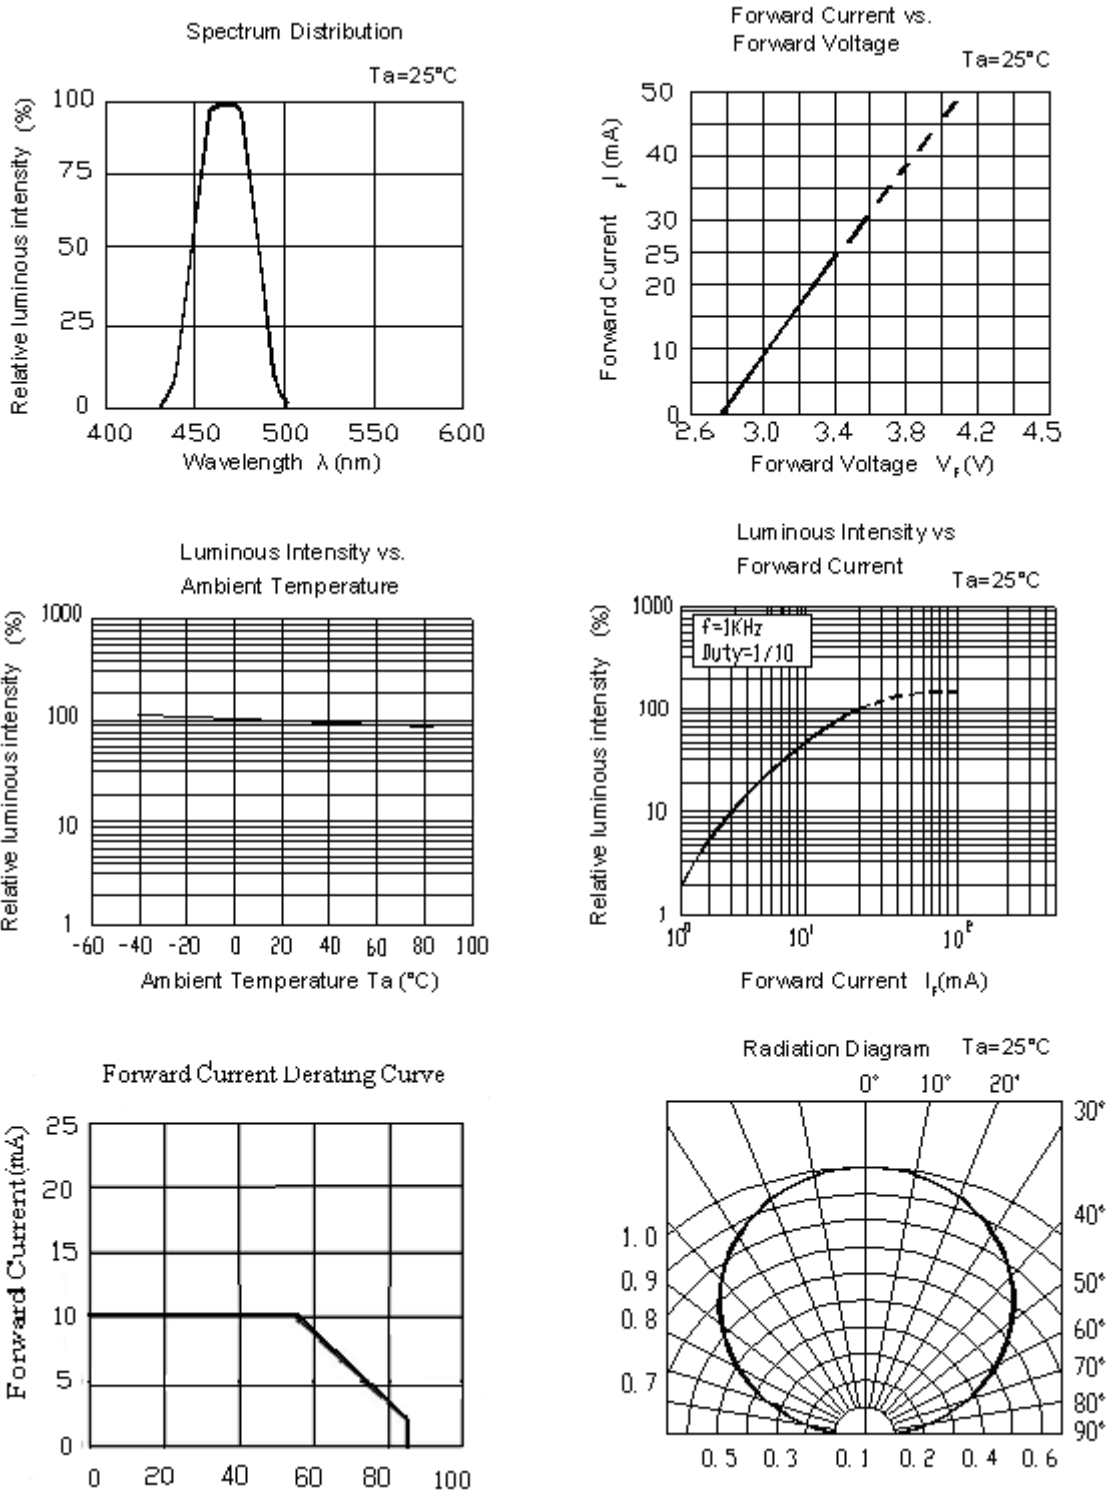 Spectrum Distribution
Ta=25°C
Relative luminous intensity (%)
100
75
50
25
0
400 450 500 550 600
Wavelength λ (nm)
Forward Current vs.
Forward Voltage
Ta=25°C
Forward Current FI (mA)
50
40
30
25
20
10
0
2.6 3.0 3.4 3.8 4.2 4.5
Forward Voltage VF(V)
Luminous Intensity vs.
Ambient Temperature
Relative luminous intensity (%)
1000
100
10
1
-60 -40 -20 0 20 40 60 80 100
Ambient Temperature Ta (°C)
Luminous Intensity vs
Forward Current
Ta=25°C
f=1KHz
Duty=1/10
Relative luminous intensity (%)
1000
100
10
1
10⁰ 10¹ 10²
Forward Current IF(mA)
Forward Current Derating Curve
Forward Current(mA)
25
20
15
10
5
0
0 20 40 60 80 100
Radiation Diagram Ta=25°C
0° 10° 20°
30°
40°
50°
60°
70°
80°
90°
1.0
0.9
0.8
0.7
0.5 0.3 0.1 0.2 0.4 0.6